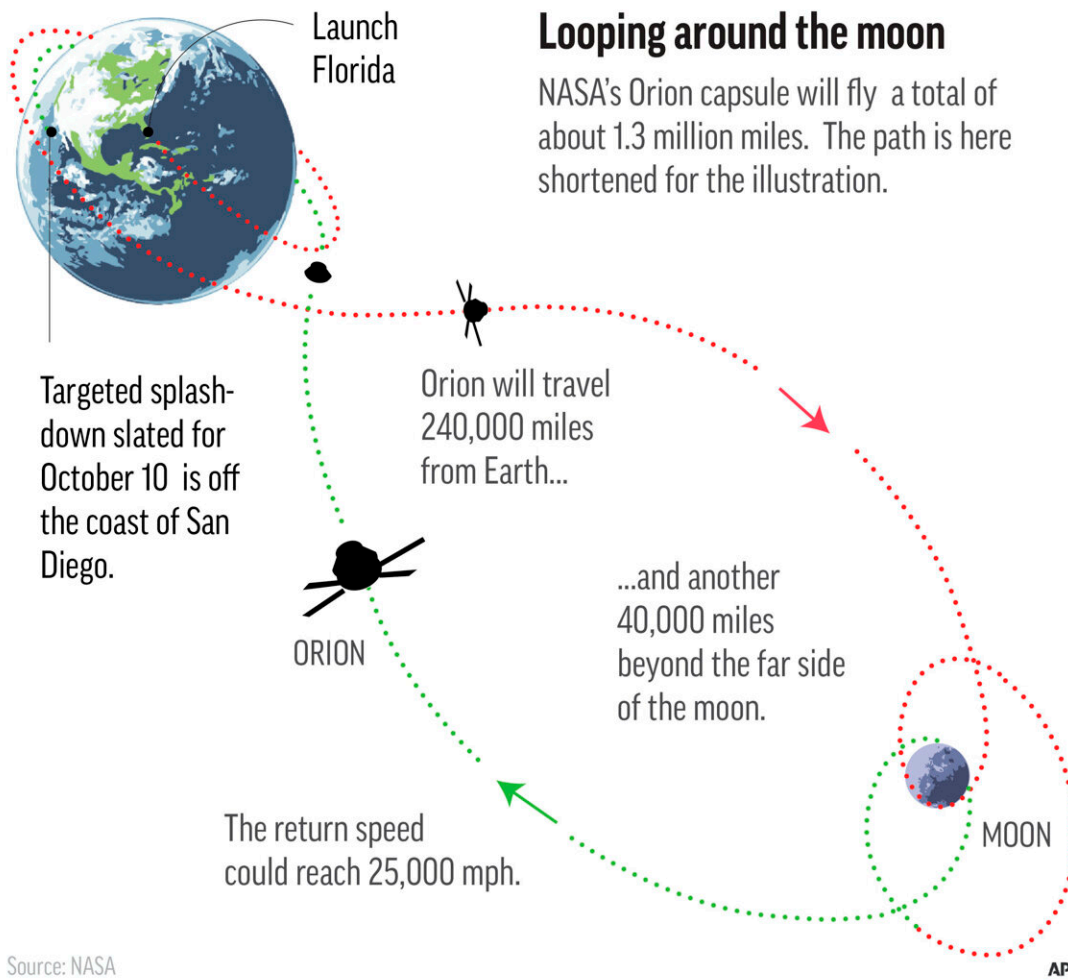 Looping around the moon
NASA's Orion capsule will fly a total of
about 1.3 million miles. The path is here
shortened for the illustration.
Launch
Florida
Targeted splash-
down slated for
October 10 is off
the coast of San
Diego.
Orion will travel
240,000 miles
from Earth...
...and another
40,000 miles
beyond the far side
of the moon.
ORION
MOON
The return speed
could reach 25,000 mph.
Source: NASA
AP